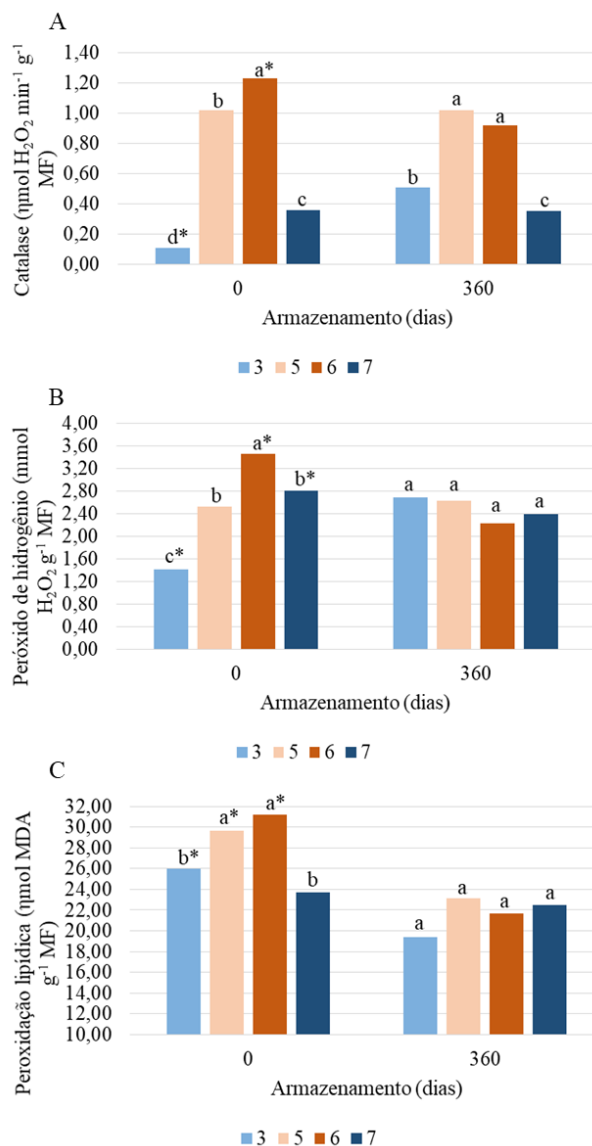 A
Catalase (ηmol H₂O₂ min⁻¹ g⁻¹
MF)
1,40
1,20
1,00
0,80
0,60
0,40
0,20
0,00
d*
b
a*
c
b
a
a
c
0
360
Armazenamento (dias)
3 5 6 7
B
Peróxido de hidrogênio (mmol
H₂O₂ g⁻¹ MF)
4,00
3,60
3,20
2,80
2,40
2,00
1,60
1,20
0,80
0,40
0,00
c*
b
a*
b*
a
a
a
a
0
360
Armazenamento (dias)
3 5 6 7
C
Peroxidação lipídica (ηmol MDA
g⁻¹ MF)
32,00
30,00
28,00
26,00
24,00
22,00
20,00
18,00
16,00
14,00
12,00
10,00
b*
a*
a*
b
a
a
a
a
0
360
Armazenamento (dias)
3 5 6 7